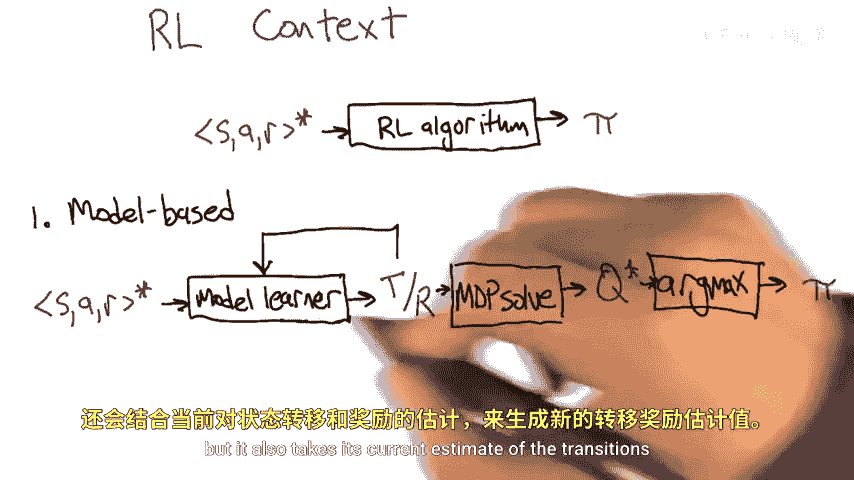 RL Context
<s,a,r>* → RL algorithm → π
1. Model-based
<s,a,r>* → Model learner → T/R → MDP solve → Q* → argmax → π
还会结合当前对状态转移和奖励的估计，来生成新的转移奖励估计值。
but it also takes its current estimate of the transitions